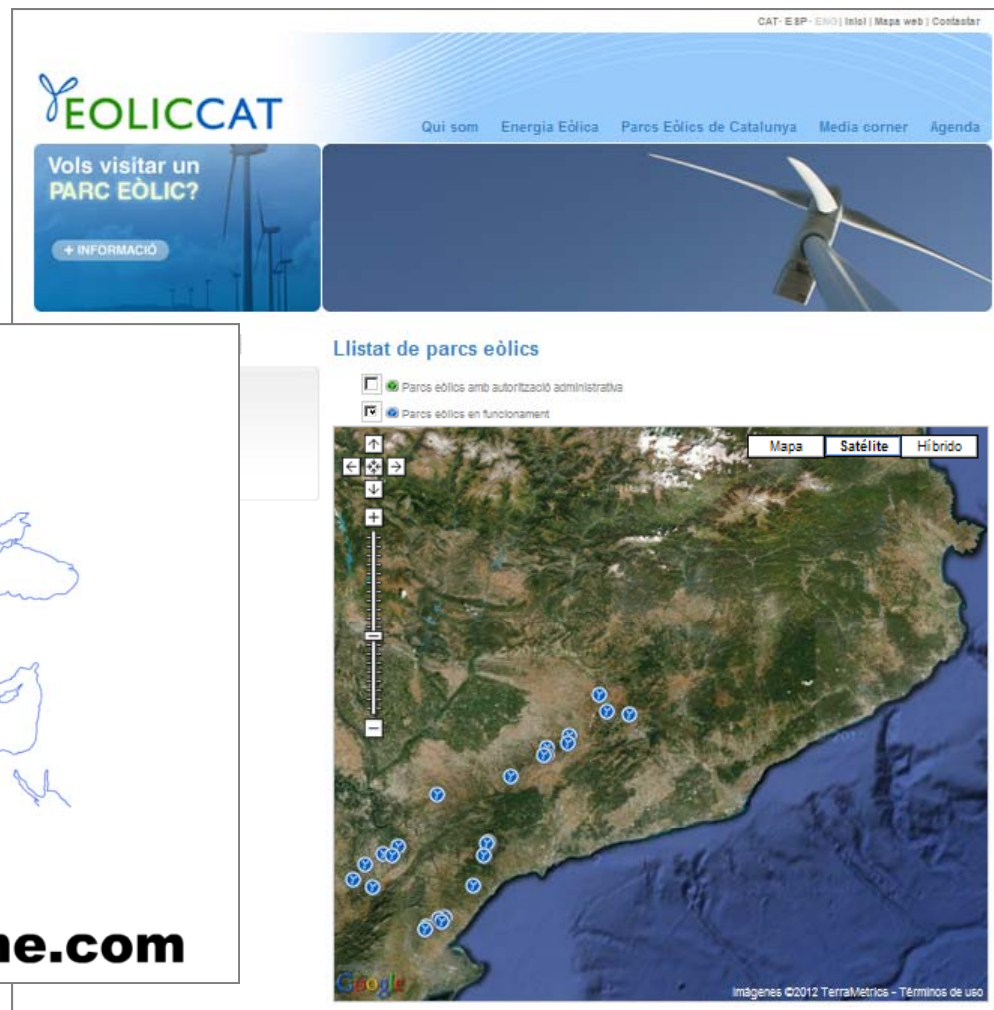 CAT · ESP · ENG | Inici | Mapa web | Contactar
EOLICCAT
Qui som Energia Eòlica Parcs Eòlics de Catalunya Media corner Agenda
Vols visitar un
PARC EÒLIC?
+ INFORMACIÓ
Llistat de parcs eòlics
Parcs eòlics amb autorització administrativa
Parcs eòlics en funcionament
Mapa Satélite Híbrido
ne.com
Google
Imágenes ©2012 TerraMetrics - Términos de uso